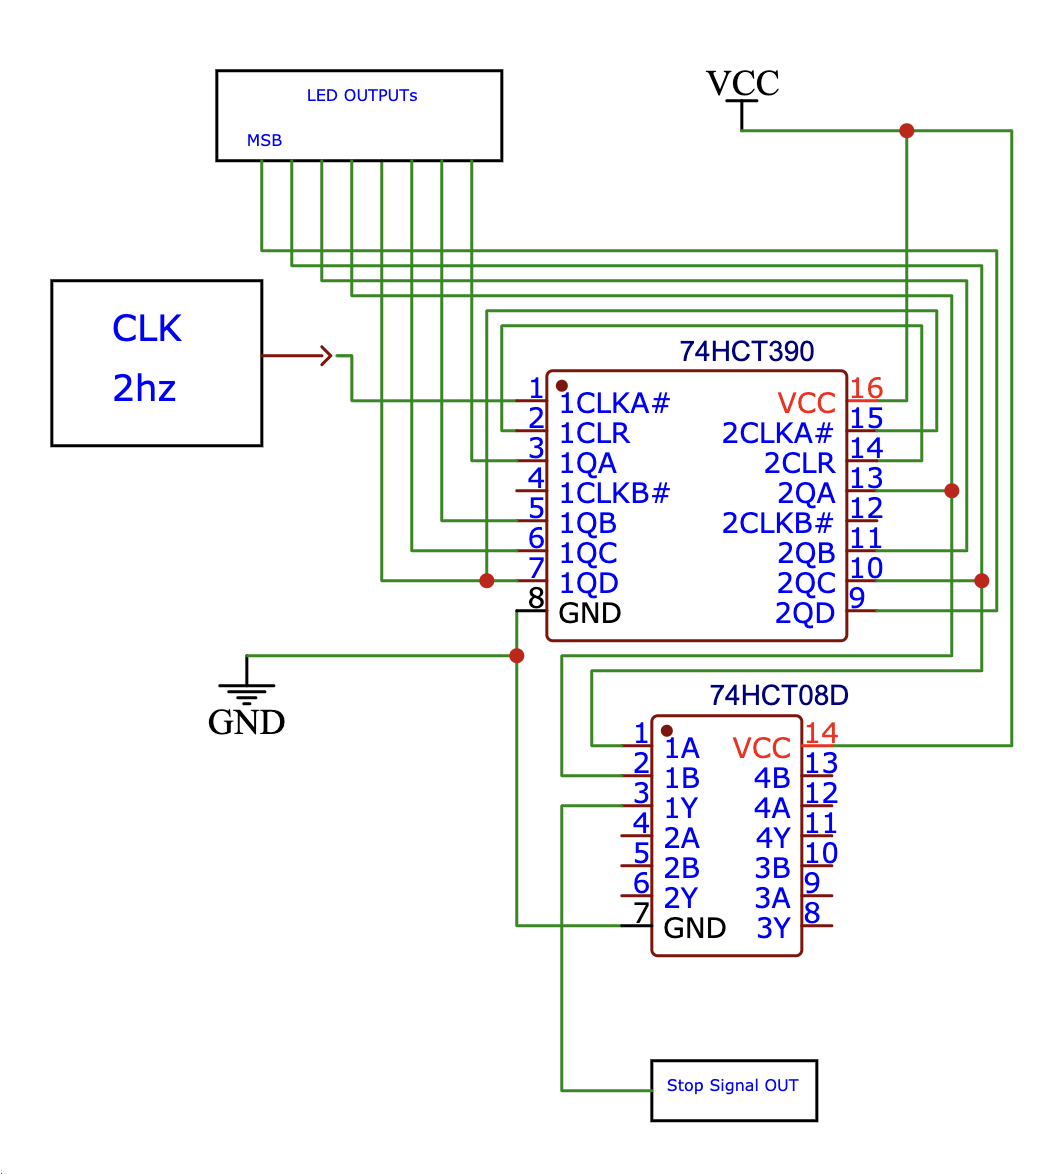 LED OUTPUTs
MSB
VCC
CLK
2hz
74HCT390
1 1CLKA# VCC 16
2 1CLR 2CLKA# 15
3 1QA 2CLR 14
4 1CLKB# 2QA 13
5 1QB 2CLKB# 12
6 1QC 2QB 11
7 1QD 2QC 10
8 GND 2QD 9
GND
74HCT08D
1 1A VCC 14
2 1B 4B 13
3 1Y 4A 12
4 2A 4Y 11
5 2B 3B 10
6 2Y 3A 9
7 GND 3Y 8
Stop Signal OUT